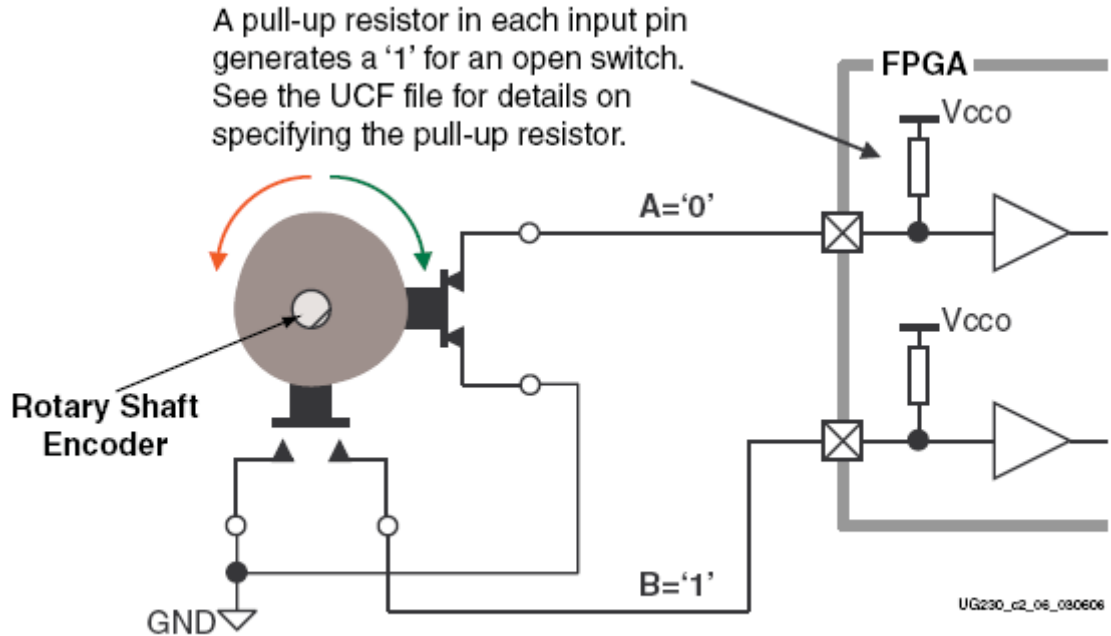 A pull-up resistor in each input pin
generates a ‘1’ for an open switch.
See the UCF file for details on
specifying the pull-up resistor.
FPGA
Vcco
A=‘0’
Vcco
Rotary Shaft
Encoder
B=‘1’
GND
UG230_c2_06_030606